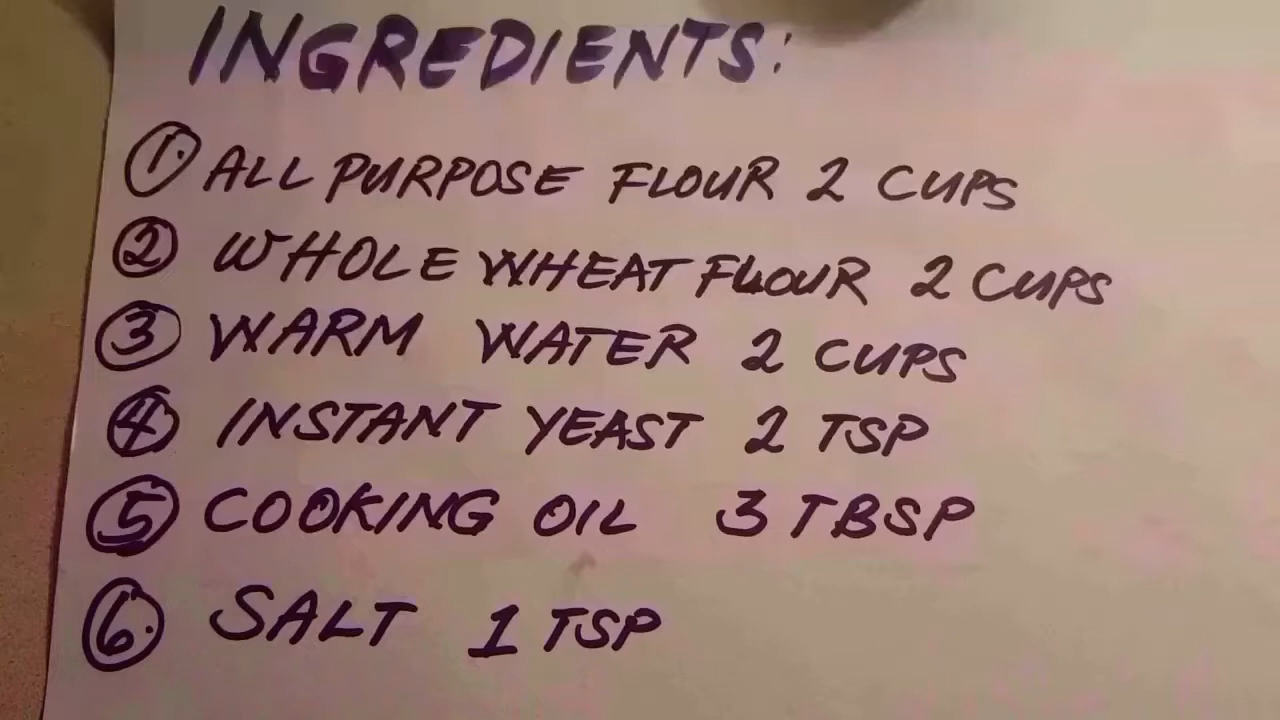 INGREDIENTS:
1. ALL PURPOSE FLOUR 2 CUPS
2 WHOLE WHEAT FLOUR 2 CUPS
3 WARM WATER 2 CUPS
4 INSTANT YEAST 2 TSP
5 COOKING OIL 3 TBSP
6. SALT 1 TSP